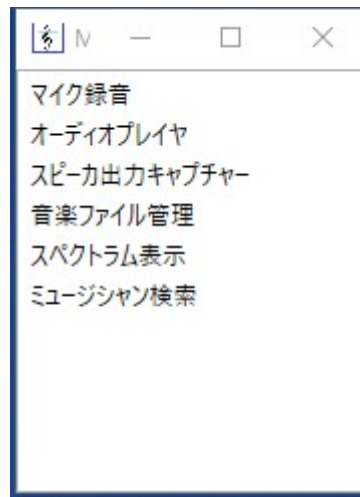 M
マイク録音
オーディオプレイヤ
スピーカ出力キャプチャー
音楽ファイル管理
スペクトラム表示
ミュージシャン検索